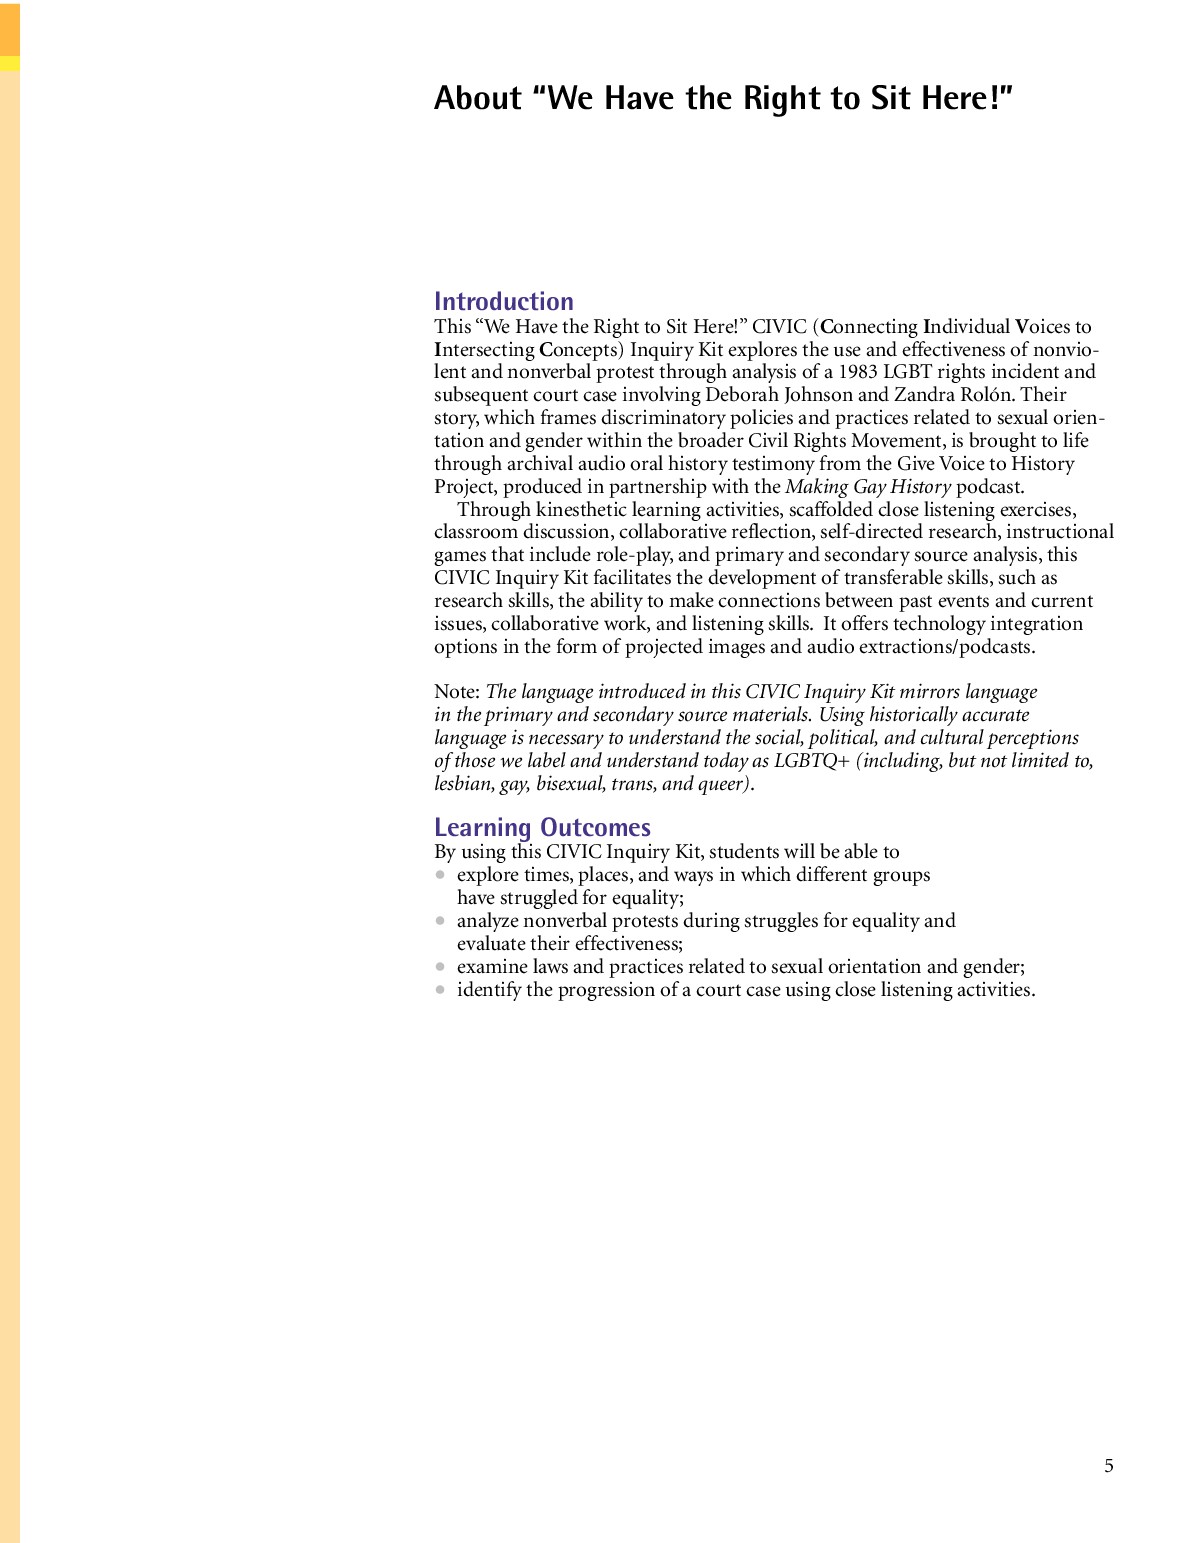 About “We Have the Right to Sit Here!”
Introduction
This “We Have the Right to Sit Here!” CIVIC (Connecting Individual Voices to
Intersecting Concepts) Inquiry Kit explores the use and effectiveness of nonvio-
lent and nonverbal protest through analysis of a 1983 LGBT rights incident and
subsequent court case involving Deborah Johnson and Zandra Rolón. Their
story, which frames discriminatory policies and practices related to sexual orien-
tation and gender within the broader Civil Rights Movement, is brought to life
through archival audio oral history testimony from the Give Voice to History
Project, produced in partnership with the Making Gay History podcast.
Through kinesthetic learning activities, scaffolded close listening exercises,
classroom discussion, collaborative reflection, self-directed research, instructional
games that include role-play, and primary and secondary source analysis, this
CIVIC Inquiry Kit facilitates the development of transferable skills, such as
research skills, the ability to make connections between past events and current
issues, collaborative work, and listening skills.  It offers technology integration
options in the form of projected images and audio extractions/podcasts.
Note: The language introduced in this CIVIC Inquiry Kit mirrors language
in the primary and secondary source materials. Using historically accurate
language is necessary to understand the social, political, and cultural perceptions
of those we label and understand today as LGBTQ+ (including, but not limited to,
lesbian, gay, bisexual, trans, and queer).
Learning Outcomes
By using this CIVIC Inquiry Kit, students will be able to
• explore times, places, and ways in which different groups
have struggled for equality;
• analyze nonverbal protests during struggles for equality and
evaluate their effectiveness;
• examine laws and practices related to sexual orientation and gender;
• identify the progression of a court case using close listening activities.
5